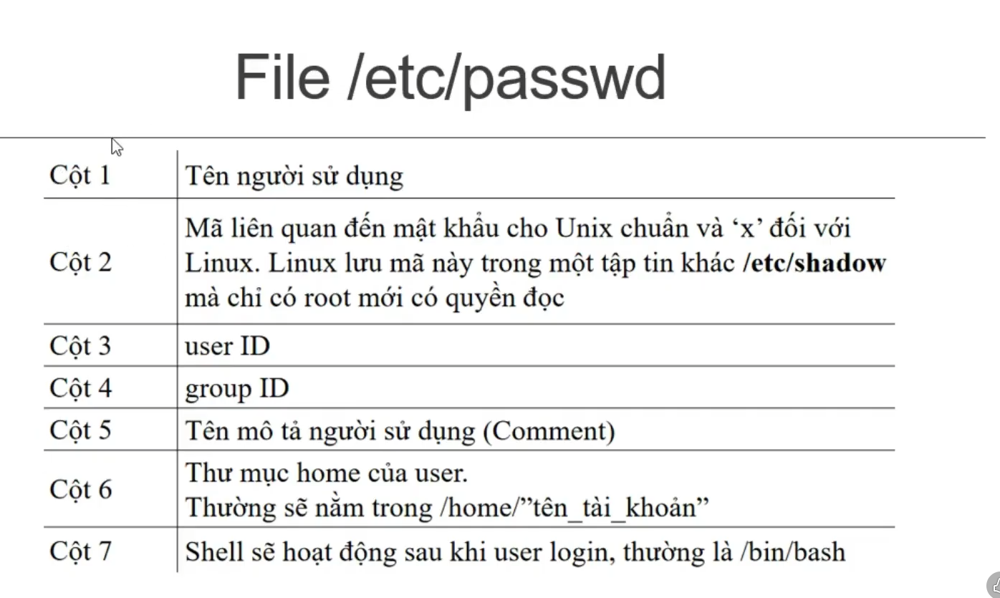 File /etc/passwd
Cột 1
Tên người sử dụng
Cột 2
Mã liên quan đến mật khẩu cho Unix chuẩn và ‘x’ đối với
Linux. Linux lưu mã này trong một tập tin khác /etc/shadow
mà chỉ có root mới có quyền đọc
Cột 3
user ID
Cột 4
group ID
Cột 5
Tên mô tả người sử dụng (Comment)
Cột 6
Thư mục home của user.
Thường sẽ nằm trong /home/”tên_tài_khoản”
Cột 7
Shell sẽ hoạt động sau khi user login, thường là /bin/bash